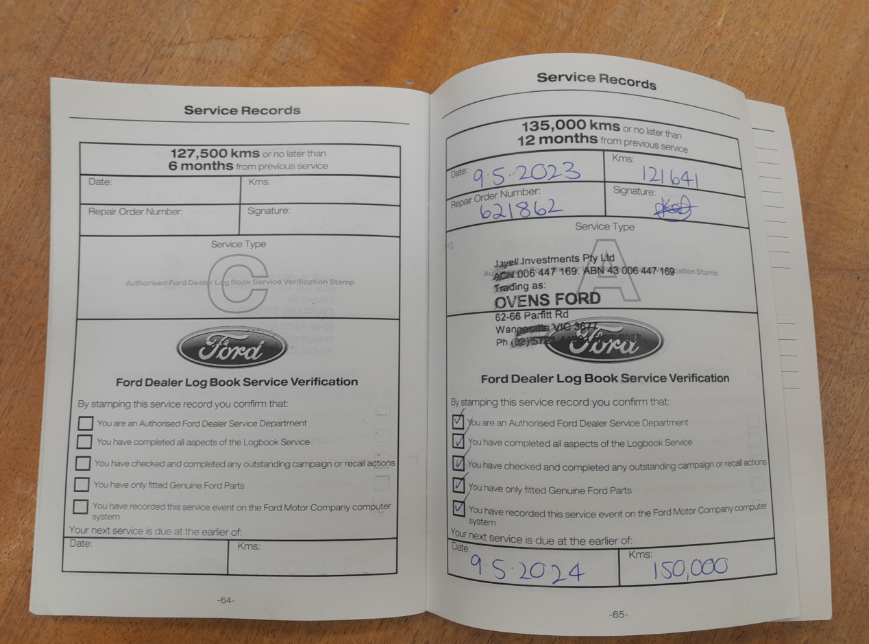 Service Records
127,500 kms or no later than
6 months from previous service
Date:
Kms:
Repair Order Number:
Signature:
Service Type
C
Authorised Ford Dealer Log Book Service Verification Stamp
Ford
Ford Dealer Log Book Service Verification
By stamping this service record you confirm that:
You are an Authorised Ford Dealer Service Department
You have completed all aspects of the Logbook Service
You have checked and completed any outstanding campaign or recall actions
You have only fitted Genuine Ford Parts
You have recorded this service event on the Ford Motor Company computer
system
Your next service is due at the earlier of:
Date:
Kms:
-64-
Service Records
135,000 kms or no later than
12 months from previous service
Date: 9.5.2023
Kms: 121641
Repair Order Number: 621862
Signature:
Service Type
A
Jayell Investments Pty Ltd
ACN 006 447 169. ABN 43 006 447 169
Trading as:
OVENS FORD
62-66 Parfitt Rd
Wangaratta VIC 3677
Ph
Ford
Ford Dealer Log Book Service Verification
By stamping this service record you confirm that:
You are an Authorised Ford Dealer Service Department
You have completed all aspects of the Logbook Service
You have checked and completed any outstanding campaign or recall actions
You have only fitted Genuine Ford Parts
You have recorded this service event on the Ford Motor Company computer
system
Your next service is due at the earlier of:
Date: 9.5.2024
Kms: 150,000
-65-